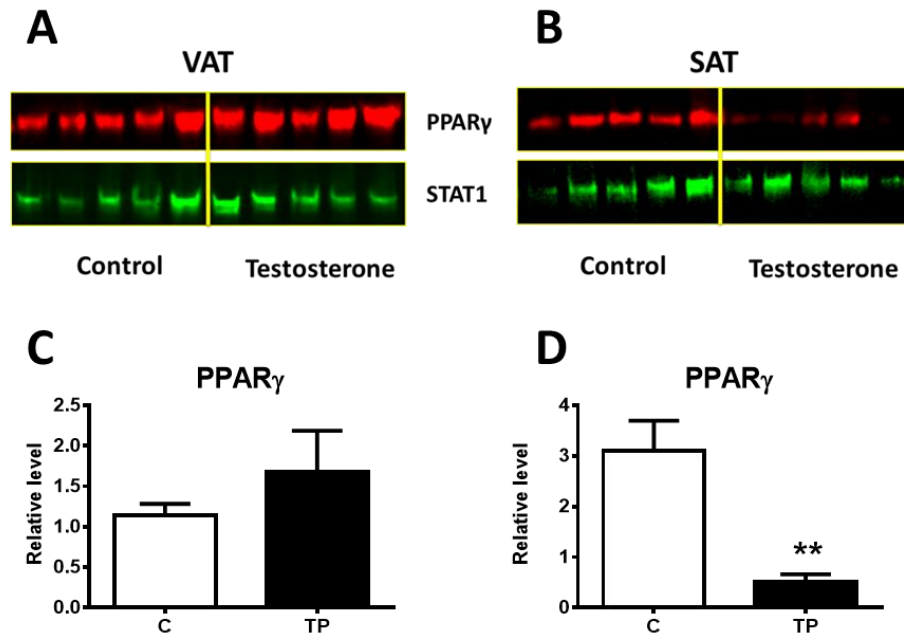 A
VAT
PPARγ
STAT1
Control
Testosterone
B
SAT
Control
Testosterone
C
PPARγ
Relative level
2.5
2.0
1.5
1.0
0.5
0.0
C
TP
D
PPARγ
Relative level
4
3
2
1
0
**
C
TP